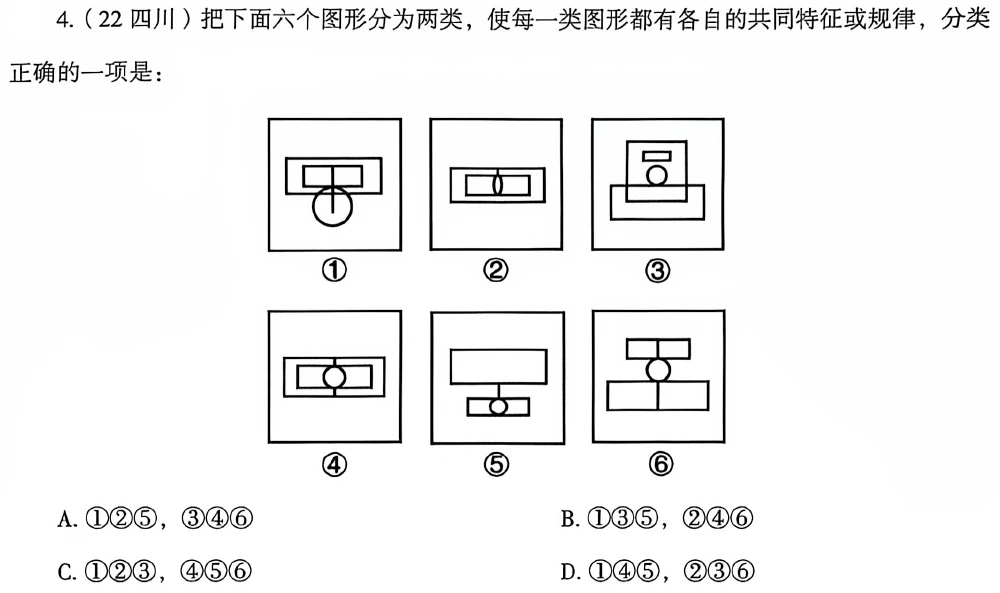 4.（22 四川）把下面六个图形分为两类，使每一类图形都有各自的共同特征或规律，分类
正确的一项是：
① ② ③
④ ⑤ ⑥
A. ①②⑤，③④⑥ B. ①③⑤，②④⑥
C. ①②③，④⑤⑥ D. ①④⑤，②③⑥